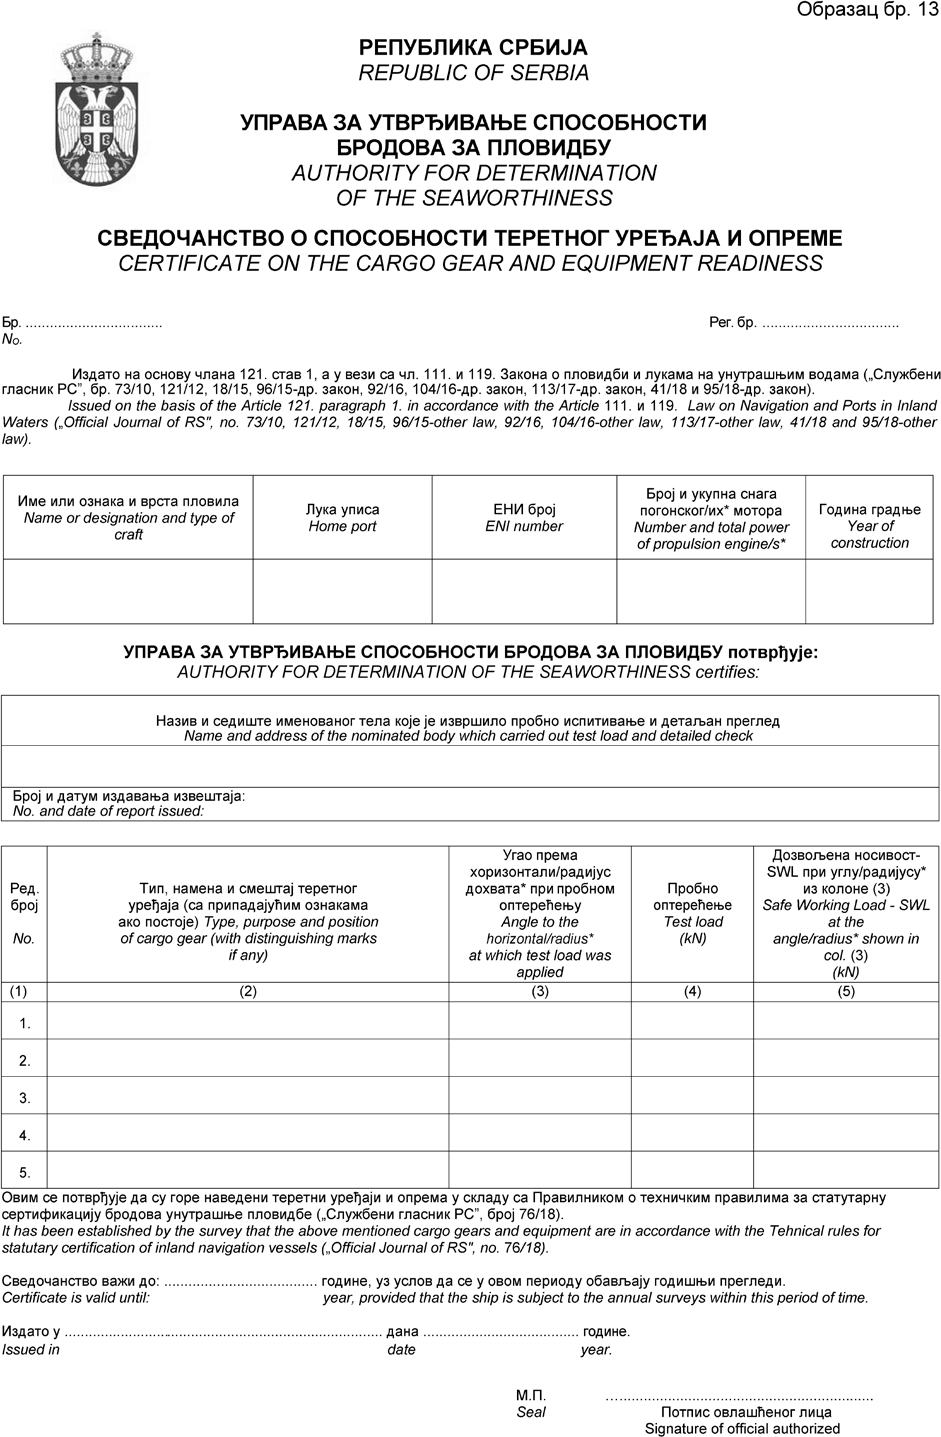 Образац бр. 13
РЕПУБЛИКА СРБИЈА
REPUBLIC OF SERBIA
УПРАВА ЗА УТВРЂИВАЊЕ СПОСОБНОСТИ
БРОДОВА ЗА ПЛОВИДБУ
AUTHORITY FOR DETERMINATION
OF THE SEAWORTHINESS
СВЕДОЧАНСТВО О СПОСОБНОСТИ ТЕРЕТНОГ УРЕЂАЈА И ОПРЕМЕ
CERTIFICATE ON THE CARGO GEAR AND EQUIPMENT READINESS
Бр. .................................. Рег. бр. ..................................
No.
Издато на основу члана 121. став 1, а у вези са чл. 111. и 119. Закона о пловидби и лукама на унутрашњим водама („Службени
гласник РС”, бр. 73/10, 121/12, 18/15, 96/15-др. закон, 92/16, 104/16-др. закон, 113/17-др. закон, 41/18 и 95/18-др. закон).
Issued on the basis of the Article 121. paragraph 1. in accordance with the Article 111. и 119. Law on Navigation and Ports in Inland
Waters („Official Journal of RS", no. 73/10, 121/12, 18/15, 96/15-other law, 92/16, 104/16-other law, 113/17-other law, 41/18 and 95/18-other
law).
Име или ознака и врста пловила
Name or designation and type of
craft
Лука уписа
Home port
ЕНИ број
ENI number
Број и укупна снага
погонског/их* мотора
Number and total power
of propulsion engine/s*
Година градње
Year of
construction
УПРАВА ЗА УТВРЂИВАЊЕ СПОСОБНОСТИ БРОДОВА ЗА ПЛОВИДБУ потврђује:
AUTHORITY FOR DETERMINATION OF THE SEAWORTHINESS certifies:
Назив и седиште именованог тела које је извршило пробно испитивање и детаљан преглед
Name and address of the nominated body which carried out test load and detailed check
Број и датум издавања извештаја:
No. and date of report issued:
Ред.
број
No.
Тип, намена и смештај теретног
уређаја (са припадајућим ознакама
ако постоје) Type, purpose and position
of cargo gear (with distinguishing marks
if any)
Угао према
хоризонтали/радијус
дохвата* при пробном
оптерећењу
Angle to the
horizontal/radius*
at which test load was
applied
Пробно
оптерећење
Test load
(kN)
Дозвољена носивост-
SWL при углу/радијусу*
из колоне (3)
Safe Working Load - SWL
at the
angle/radius* shown in
col. (3)
(kN)
(1) (2) (3) (4) (5)
1.
2.
3.
4.
5.
Овим се потврђује да су горе наведени теретни уређаји и опрема у складу са Правилником о техничким правилима за статутарну
сертификацију бродова унутрашње пловидбе („Службени гласник РС”, број 76/18).
It has been established by the survey that the above mentioned cargo gears and equipment are in accordance with the Tehnical rules for
statutary certification of inland navigation vessels („Official Journal of RS", no. 76/18).
Сведочанство важи до: ...................................... године, уз услов да се у овом периоду обављају годишњи прегледи.
Certificate is valid until: year, provided that the ship is subject to the annual surveys within this period of time.
Издато у ............................................................................... дана ....................................... године.
Issued in date year.
М.П. ..................................................................
Seal Потпис овлашћеног лица
Signature of official authorized